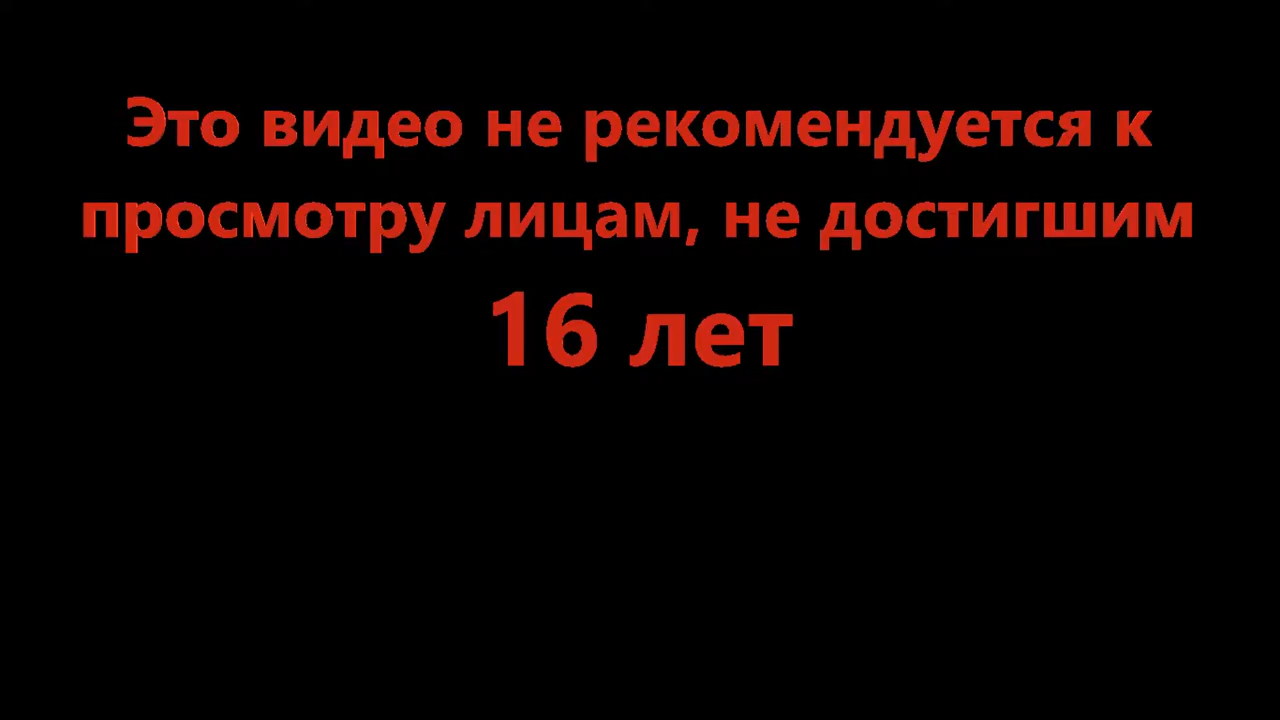 Это видео не рекомендуется к
просмотру лицам, не достигшим
16 лет